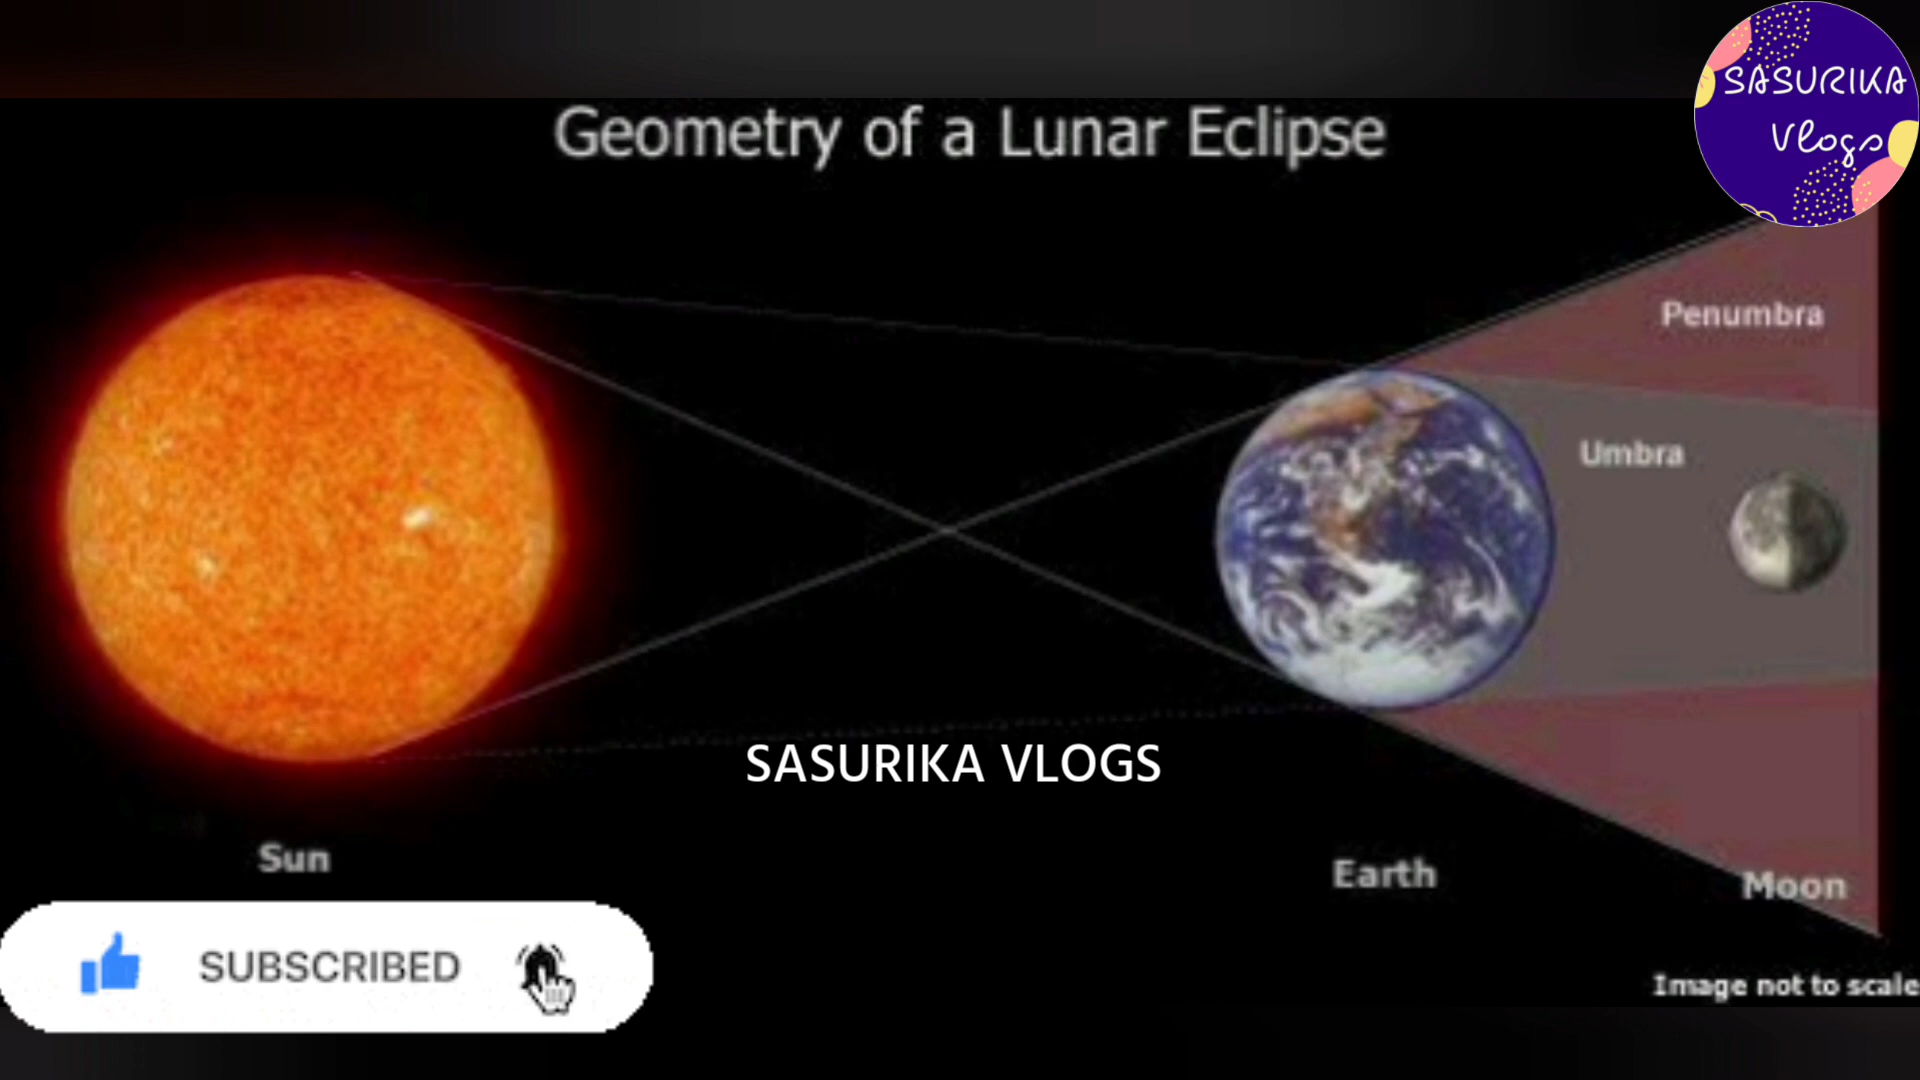 SASURIKA
Vlogs
Geometry of a Lunar Eclipse
Penumbra
Umbra
SASURIKA VLOGS
Sun
Earth
Moon
SUBSCRIBED
Image not to scale